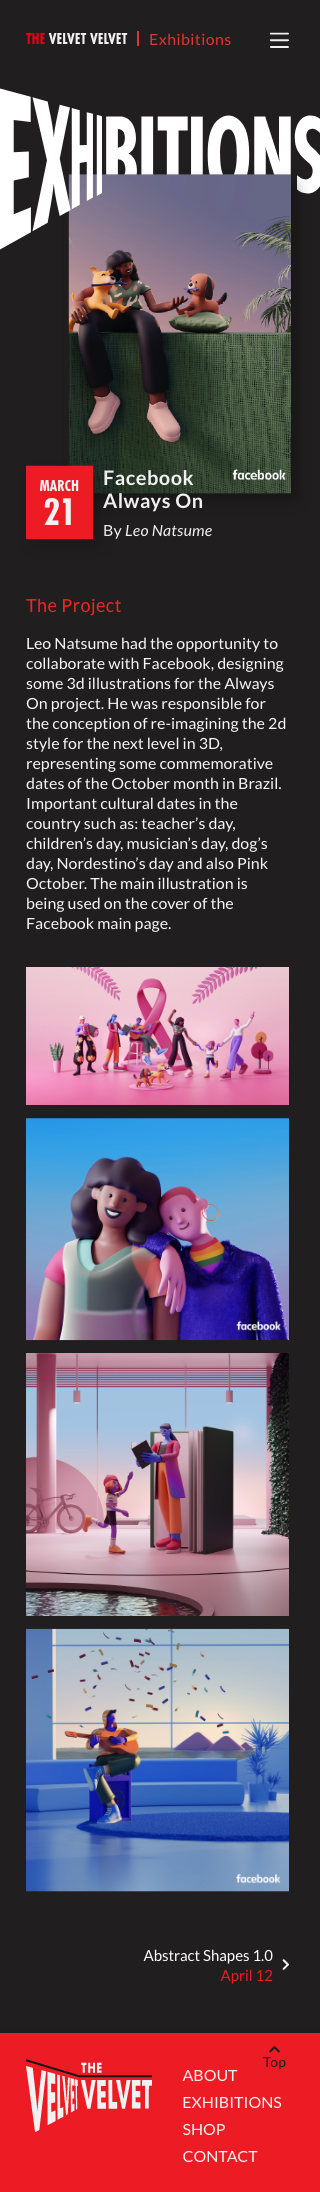 THE VELVET VELVET | Exhibitions
EXHIBITIONS
facebook
MARCH
21
Facebook
Always On
By Leo Natsume
The Project
Leo Natsume had the opportunity to
collaborate with Facebook, designing
some 3d illustrations for the Always
On project. He was responsible for
the conception of re-imagining the 2d
style for the next level in 3D,
representing some commemorative
dates of the October month in Brazil.
Important cultural dates in the
country such as: teacher’s day,
children’s day, musician’s day, dog’s
day, Nordestino’s day and also Pink
October. The main illustration is
being used on the cover of the
Facebook main page.
facebook
facebook
Abstract Shapes 1.0
April 12
Top
THE
VELVET VELVET
ABOUT
EXHIBITIONS
SHOP
CONTACT